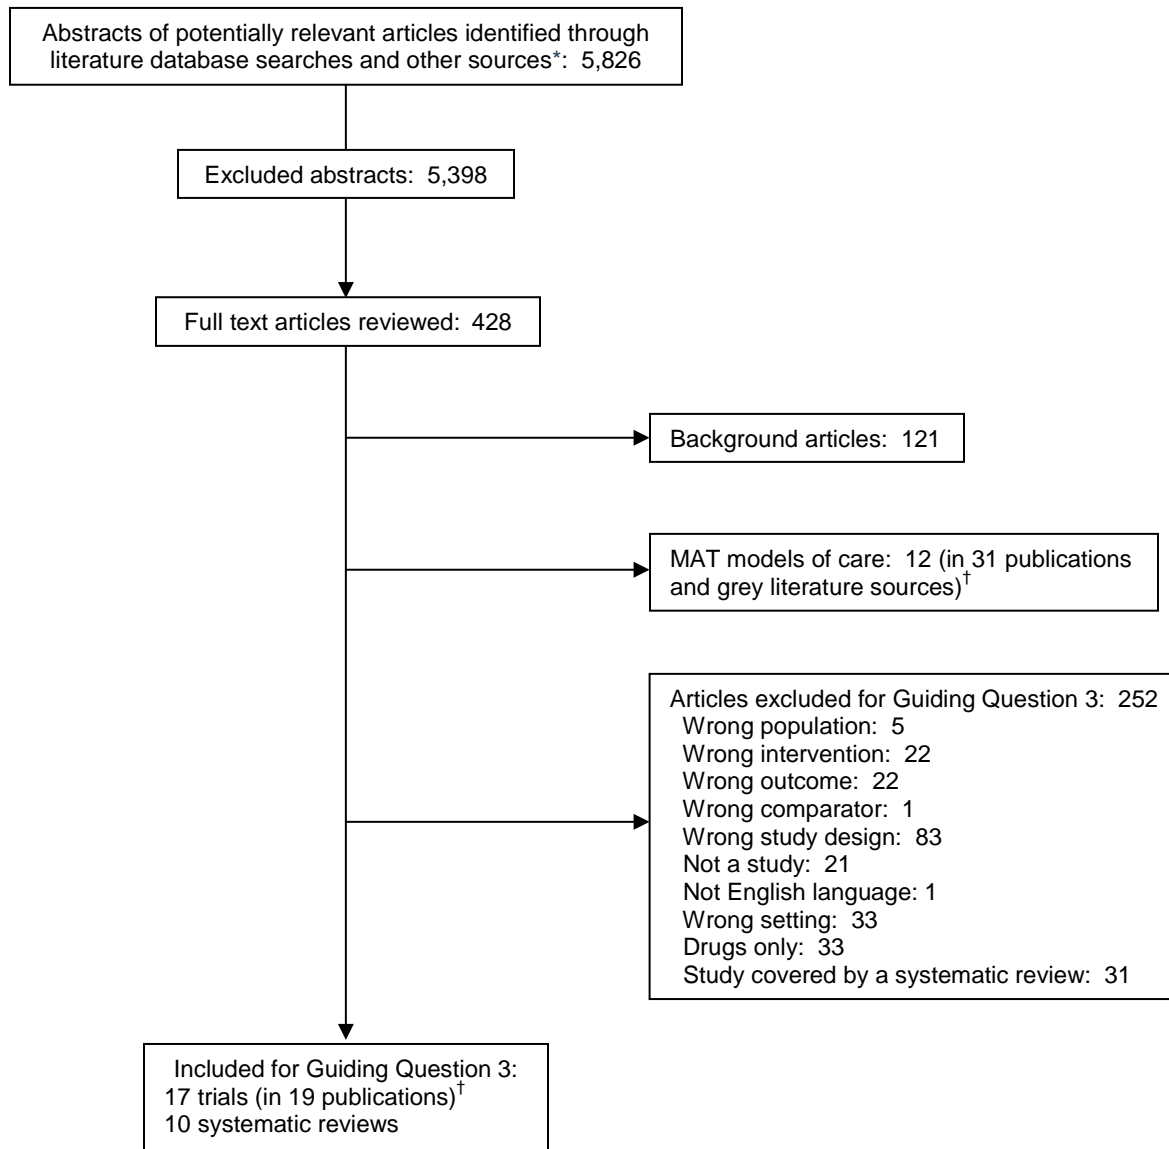 Abstracts of potentially relevant articles identified through
literature database searches and other sources*: 5,826
Excluded abstracts: 5,398
Full text articles reviewed: 428
Background articles: 121
MAT models of care: 12 (in 31 publications
and grey literature sources)†
Articles excluded for Guiding Question 3: 252
Wrong population: 5
Wrong intervention: 22
Wrong outcome: 22
Wrong comparator: 1
Wrong study design: 83
Not a study: 21
Not English language: 1
Wrong setting: 33
Drugs only: 33
Study covered by a systematic review: 31
Included for Guiding Question 3:
17 trials (in 19 publications)†
10 systematic reviews